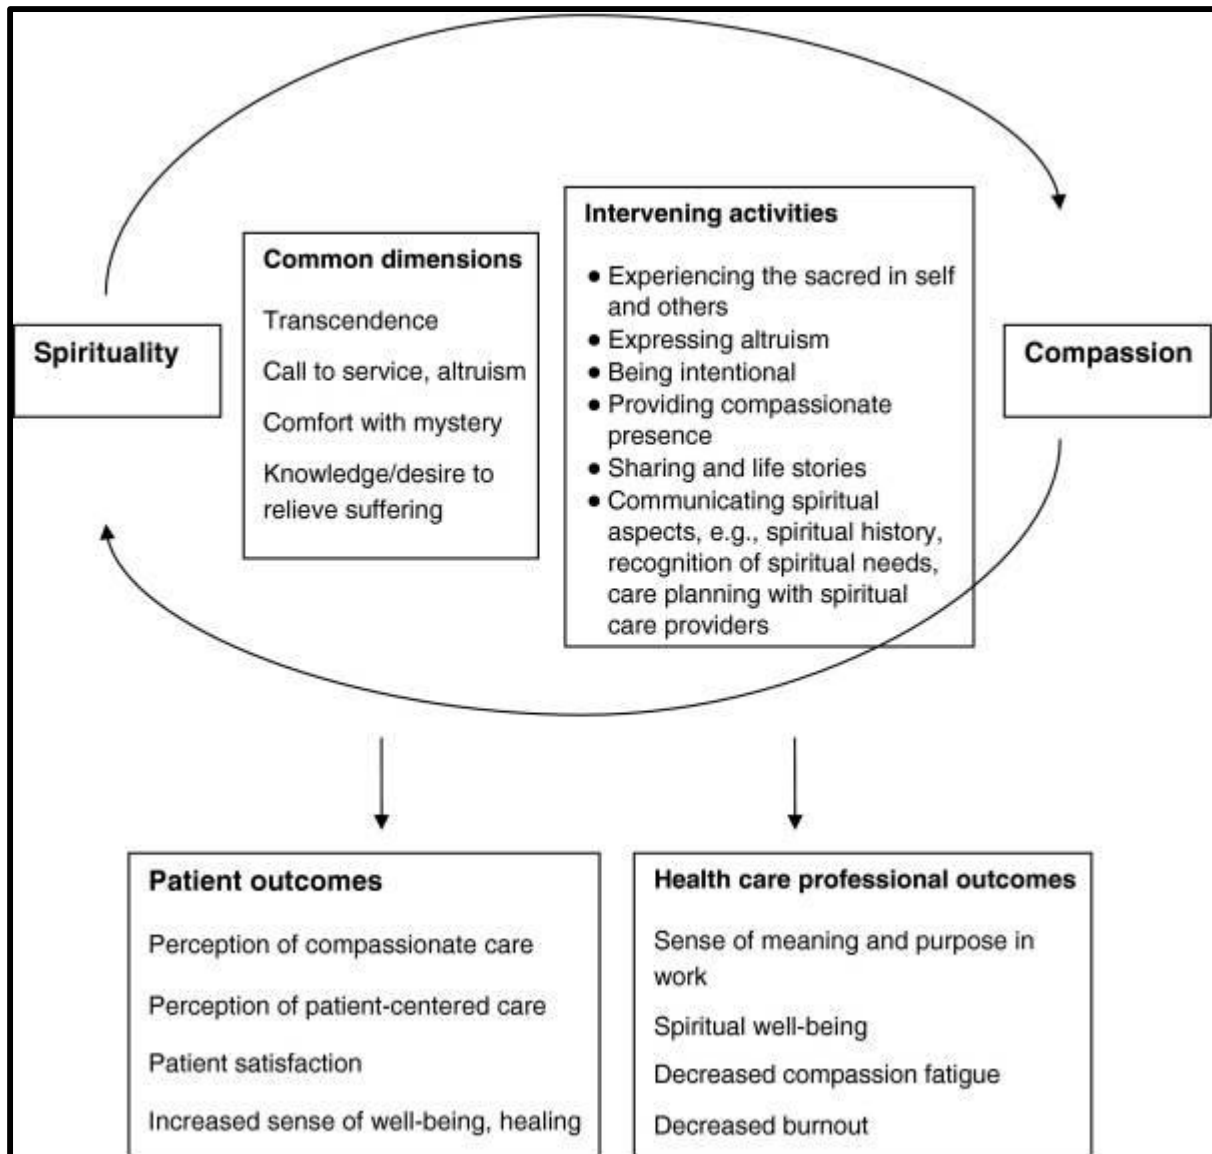 Spirituality
Common dimensions
Transcendence
Call to service, altruism
Comfort with mystery
Knowledge/desire to
relieve suffering
Intervening activities
● Experiencing the sacred in self
and others
● Expressing altruism
● Being intentional
● Providing compassionate
presence
● Sharing and life stories
● Communicating spiritual
aspects, e.g., spiritual history,
recognition of spiritual needs,
care planning with spiritual
care providers
Compassion
Patient outcomes
Perception of compassionate care
Perception of patient-centered care
Patient satisfaction
Increased sense of well-being, healing
Health care professional outcomes
Sense of meaning and purpose in
work
Spiritual well-being
Decreased compassion fatigue
Decreased burnout